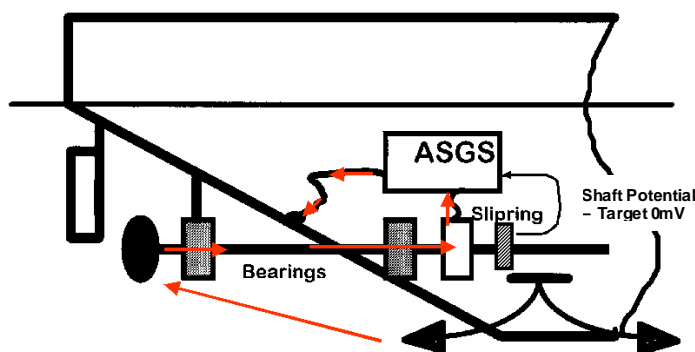 ASGS
Slipring
Shaft Potential
– Target 0mV
Bearings